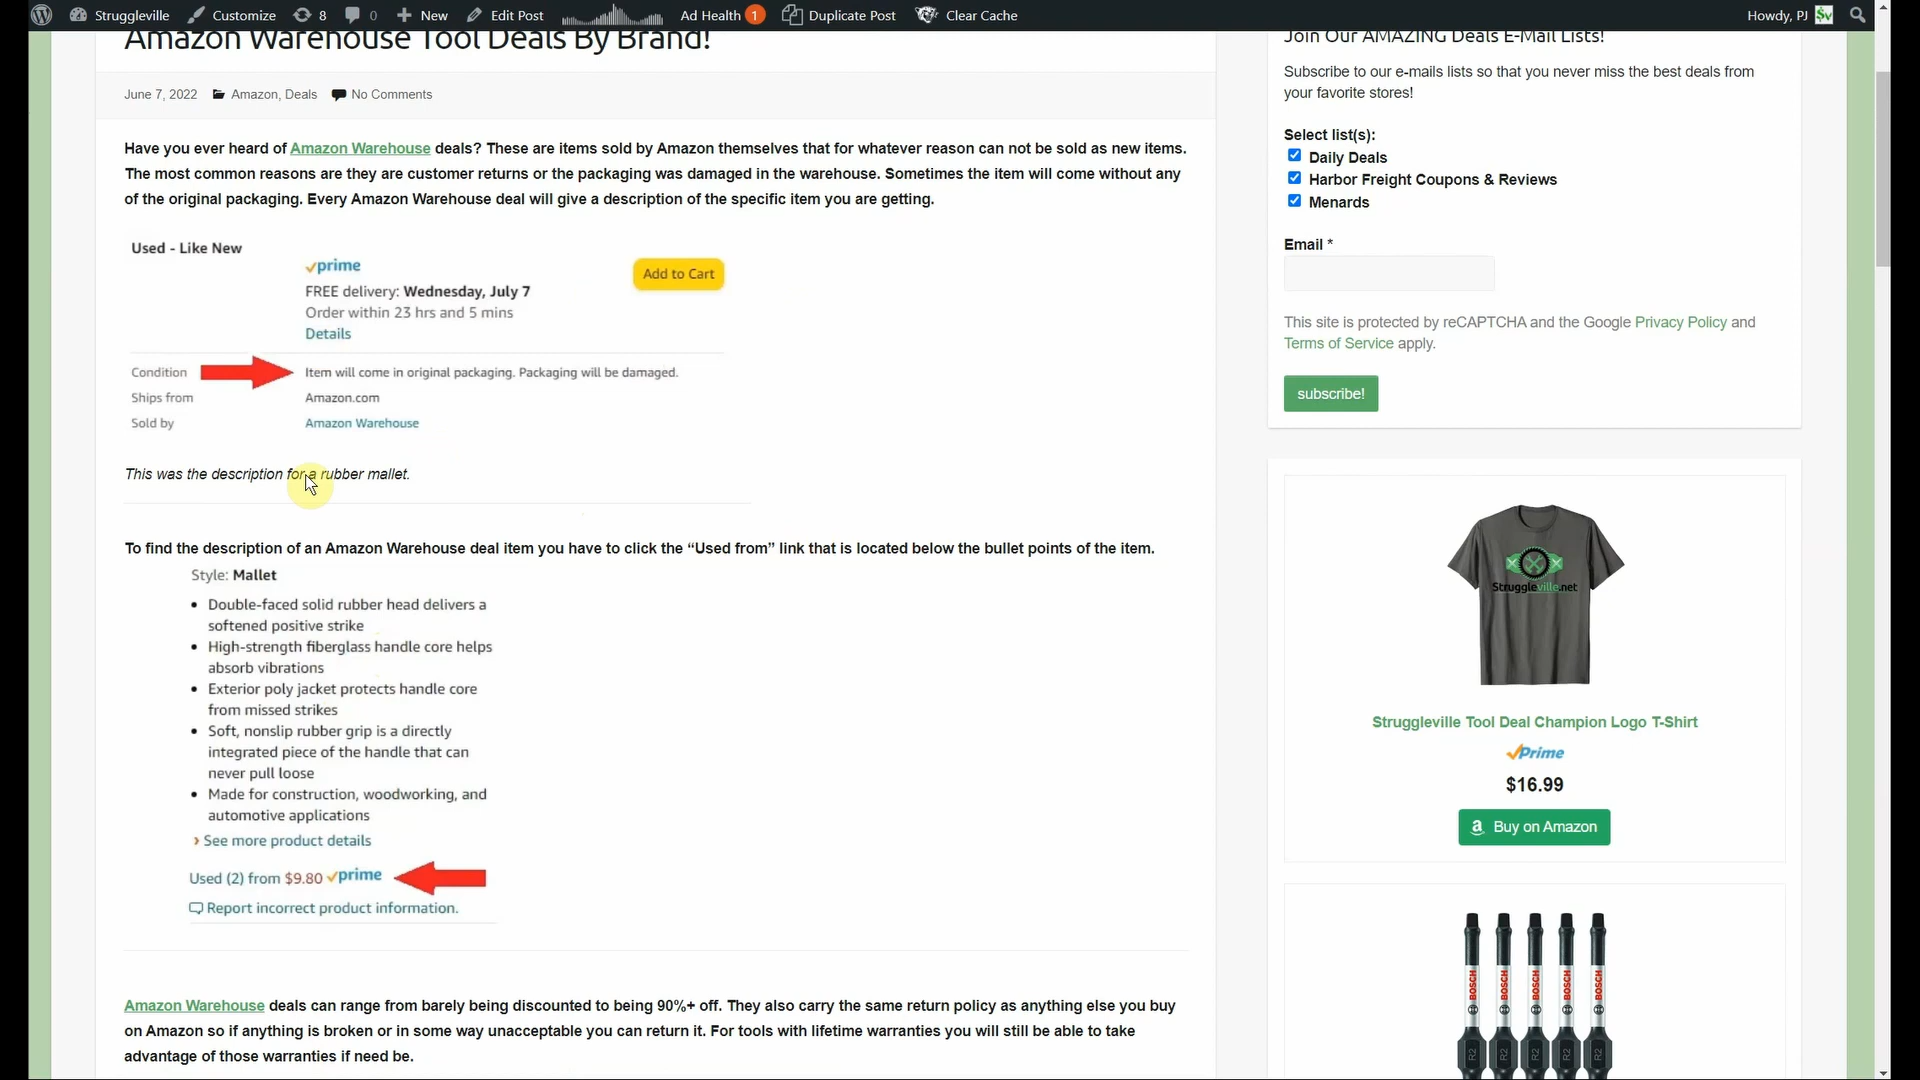 Struggleville
Customize
8
0
New
Edit Post
Ad Health 1
Duplicate Post
Clear Cache
Howdy, PJ
Amazon Warehouse Tool Deals By Brand!
June 7, 2022
Amazon, Deals
No Comments
Have you ever heard of Amazon Warehouse deals? These are items sold by Amazon themselves that for whatever reason can not be sold as new items.
The most common reasons are they are customer returns or the packaging was damaged in the warehouse. Sometimes the item will come without any
of the original packaging. Every Amazon Warehouse deal will give a description of the specific item you are getting.
Used - Like New
prime
FREE delivery: Wednesday, July 7
Order within 23 hrs and 5 mins
Details
Add to Cart
Condition
Item will come in original packaging. Packaging will be damaged.
Ships from
Amazon.com
Sold by
Amazon Warehouse
This was the description for a rubber mallet.
To find the description of an Amazon Warehouse deal item you have to click the “Used from” link that is located below the bullet points of the item.
Style: Mallet
• Double-faced solid rubber head delivers a
softened positive strike
• High-strength fiberglass handle core helps
absorb vibrations
• Exterior poly jacket protects handle core
from missed strikes
• Soft, nonslip rubber grip is a directly
integrated piece of the handle that can
never pull loose
• Made for construction, woodworking, and
automotive applications
› See more product details
Used (2) from $9.80 prime
Report incorrect product information.
Amazon Warehouse deals can range from barely being discounted to being 90%+ off. They also carry the same return policy as anything else you buy
on Amazon so if anything is broken or in some way unacceptable you can return it. For tools with lifetime warranties you will still be able to take
advantage of those warranties if need be.
Join Our AMAZING Deals E-Mail Lists!
Subscribe to our e-mails lists so that you never miss the best deals from
your favorite stores!
Select list(s):
Daily Deals
Harbor Freight Coupons & Reviews
Menards
Email *
This site is protected by reCAPTCHA and the Google Privacy Policy and
Terms of Service apply.
subscribe!
Struggleville.net
Struggleville Tool Deal Champion Logo T-Shirt
Prime
$16.99
Buy on Amazon
BOSCH BOSCH BOSCH BOSCH BOSCH
R2 R2 R2 R2 R2